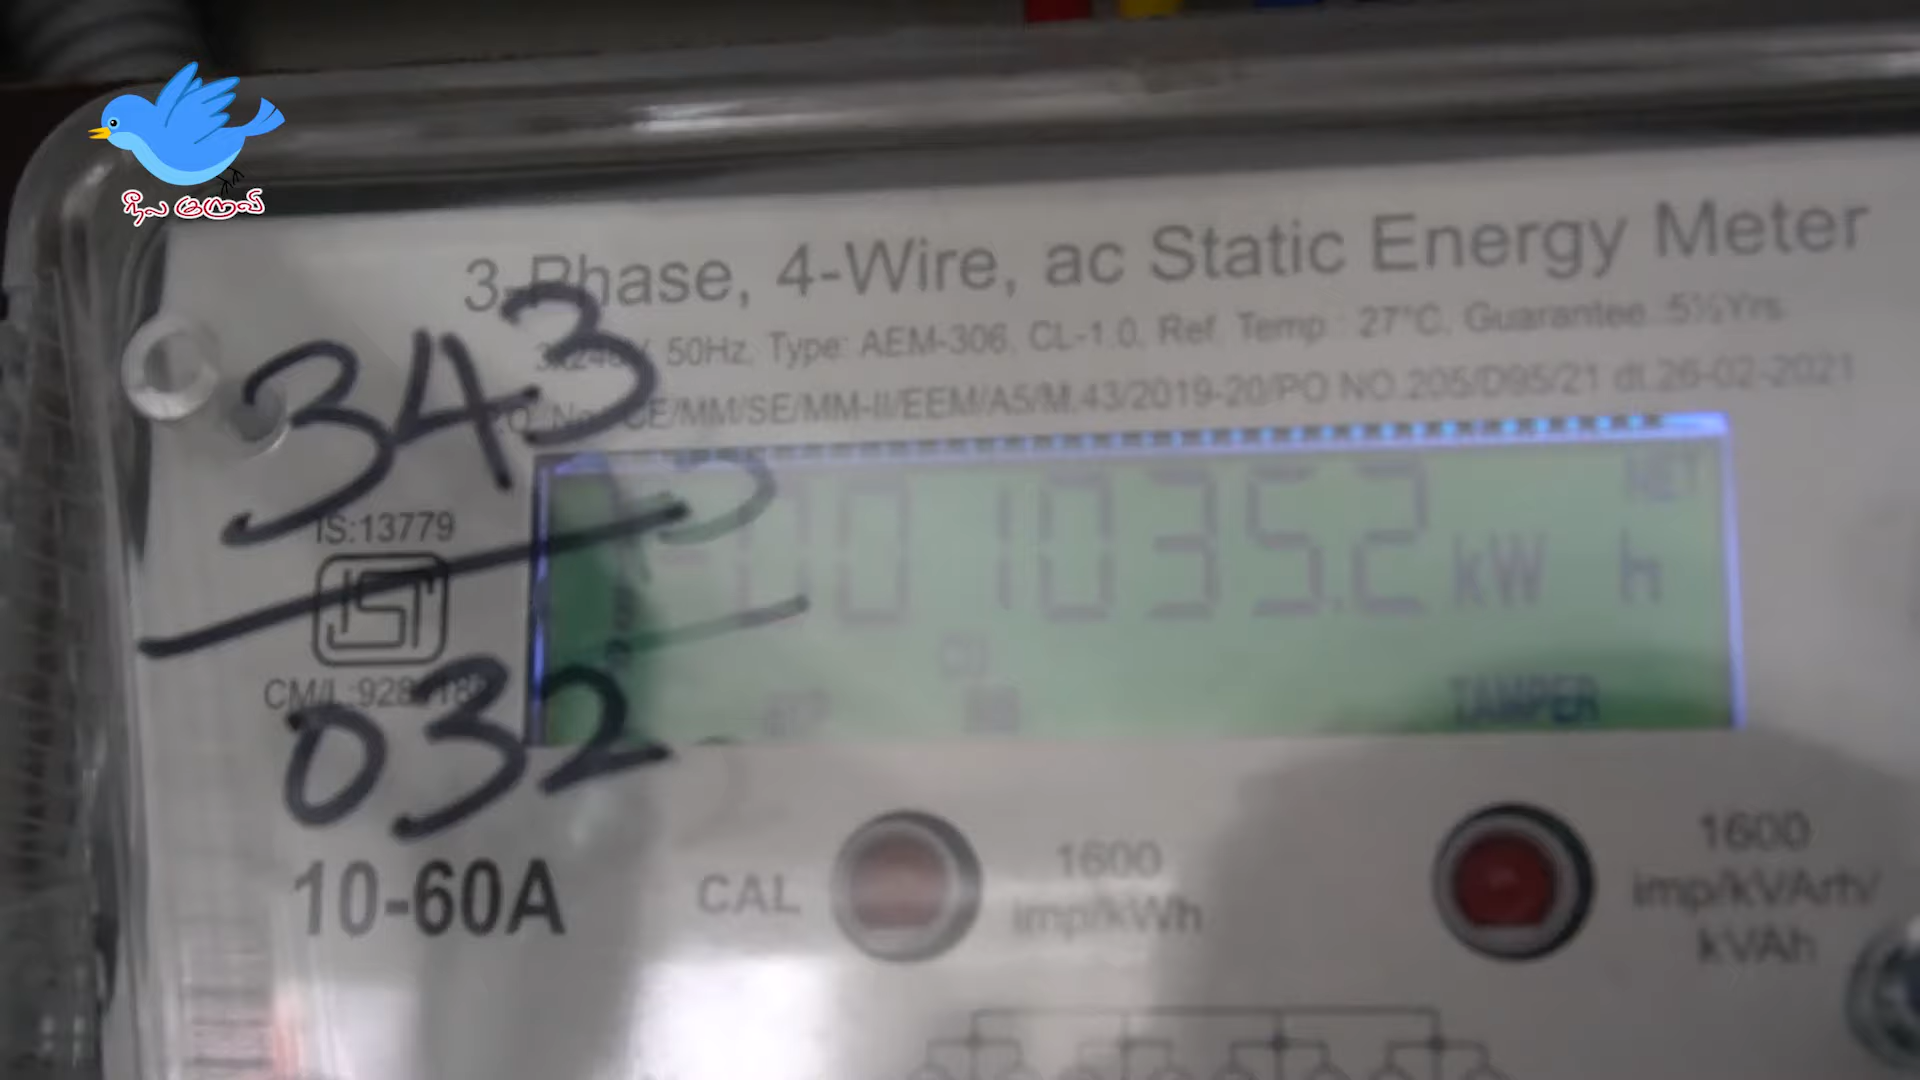 நீல குருவி
3-Phase, 4-Wire, ac Static Energy Meter
50Hz, Type: AEM-306, CL-1.0, Ref. Temp : 27°C, Guarantee :5½Yrs.
CE/MM/SE/MM-II/EEM/A5/M.43/2019-20/PO NO.205/D95/21 dt.26-02-2021
343
IS:13779
-001035.2 kW h
NET
ISI
CM/L:928
TAMPER
032
10-60A
CAL
1600
imp/kWh
1600
imp/kVArh/
kVAh